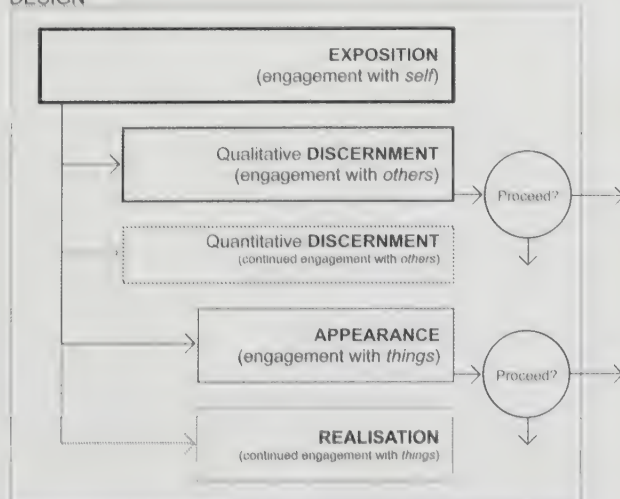 DESIGN
EXPOSITION
(engagement with self)
Qualitative DISCERNMENT
(engagement with others)
Proceed?
Quantitative DISCERNMENT
(continued engagement with others)
APPEARANCE
(engagement with things)
Proceed?
REALISATION
(continued engagement with things)